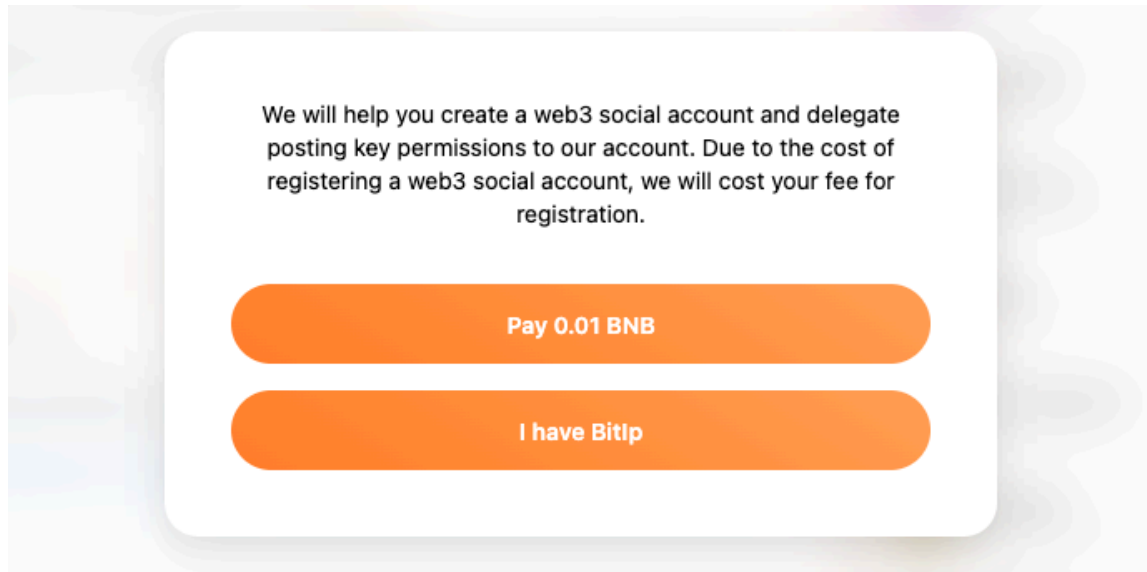 We will help you create a web3 social account and delegate
posting key permissions to our account. Due to the cost of
registering a web3 social account, we will cost your fee for
registration.
Pay 0.01 BNB
I have BitIp